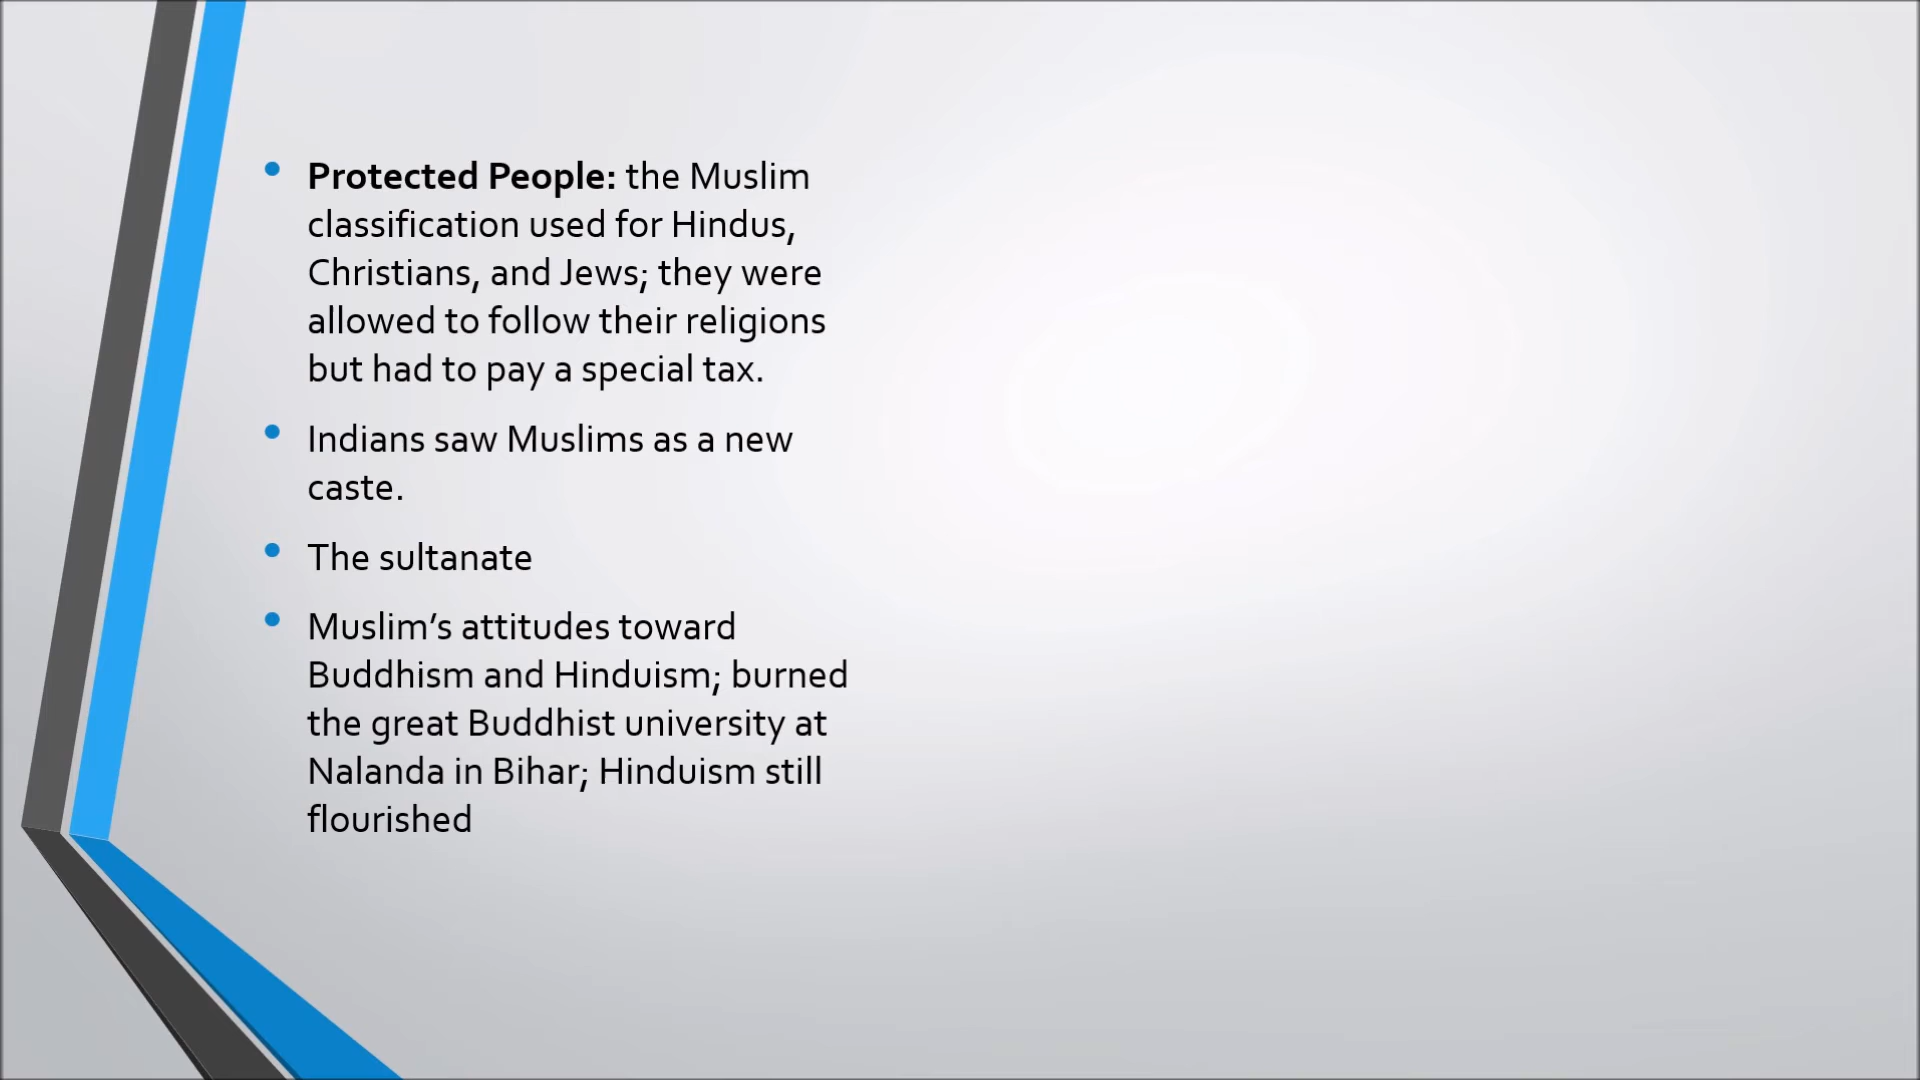 • Protected People: the Muslim
classification used for Hindus,
Christians, and Jews; they were
allowed to follow their religions
but had to pay a special tax.
• Indians saw Muslims as a new
caste.
• The sultanate
• Muslim’s attitudes toward
Buddhism and Hinduism; burned
the great Buddhist university at
Nalanda in Bihar; Hinduism still
flourished